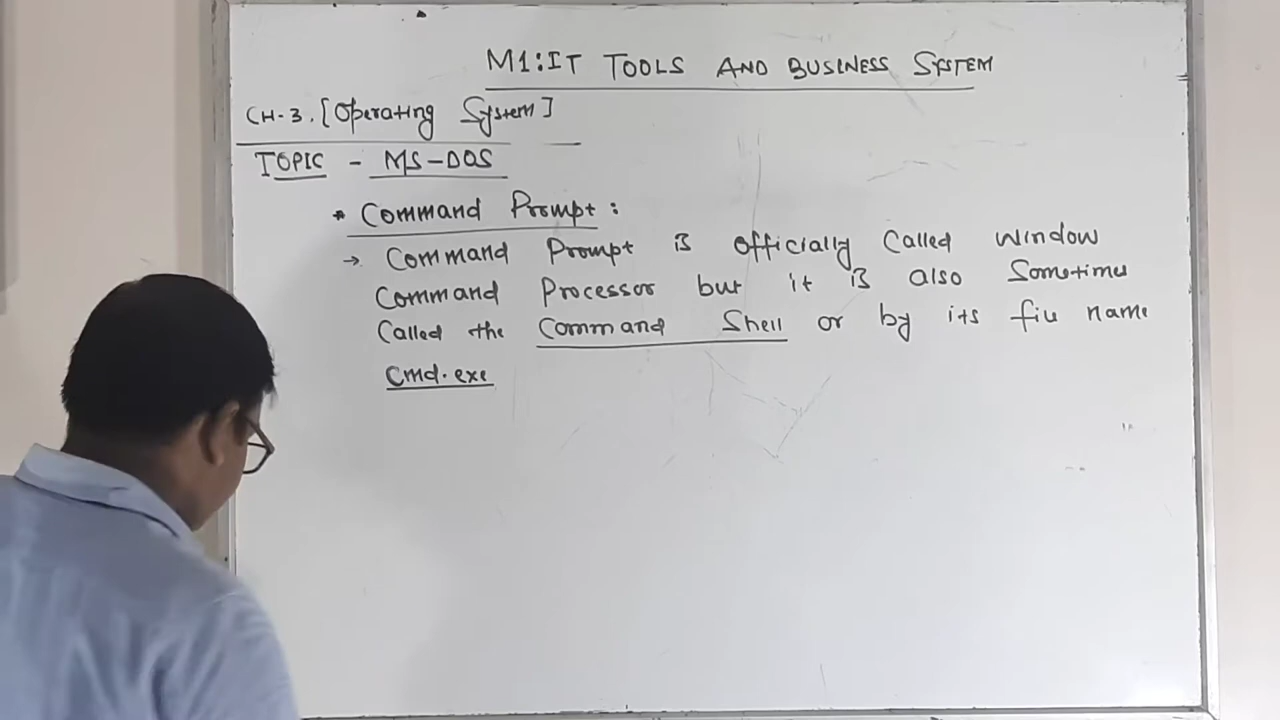 M1:IT TOOLS AND BUSINESS SYSTEM
CH-3. [Operating System]
TOPIC - MS-DOS
* Command Prompt :
→ Command Prompt is officially Called Window
Command Processor but it is also Sometimes
Called the Command Shell or by its file name
Cmd.exe